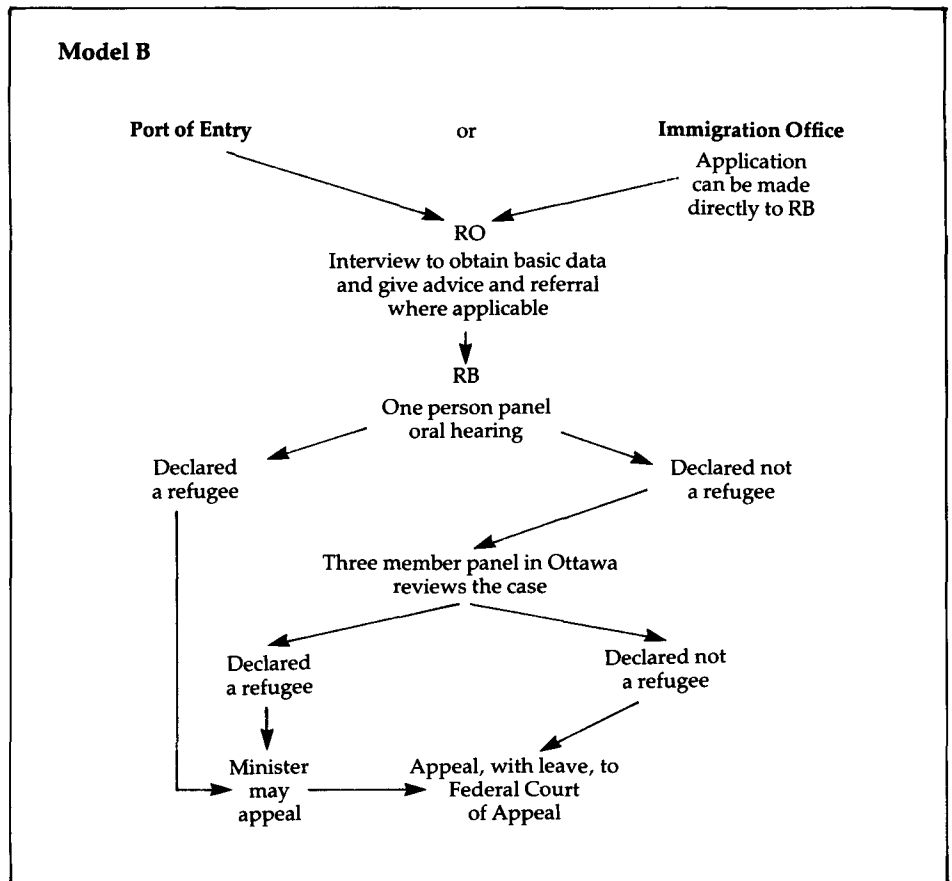 Model B
Port of Entry or Immigration Office
Application
can be made
directly to RB
RO
Interview to obtain basic data
and give advice and referral
where applicable
RB
One person panel
oral hearing
Declared
a refugee
Declared not
a refugee
Three member panel in Ottawa
reviews the case
Declared
a refugee
Declared not
a refugee
Minister
may
appeal
Appeal, with leave, to
Federal Court
of Appeal